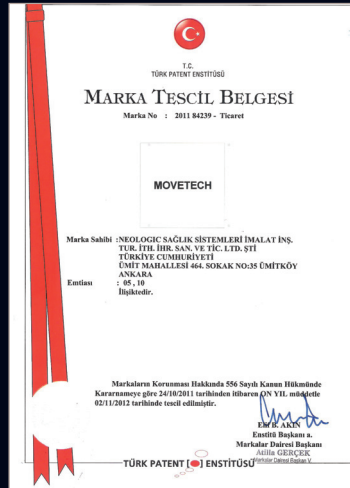 T.C.
TÜRK PATENT ENSTİTÜSÜ
MARKA TESCİL BELGESİ
Marka No : 2011 84239 - Ticaret
MOVETECH
Marka Sahibi : NEOLOGIC SAĞLIK SİSTEMLERİ İMALAT İNŞ.
TUR. İTH. İHR. SAN. VE TİC. LTD. ŞTİ
TÜRKİYE CUMHURİYETİ
ÜMİT MAHALLESİ 464. SOKAK NO:35 ÜMİTKÖY
ANKARA
Emtiası : 05 , 10
İlişiktedir.
Markaların Korunması Hakkında 556 Sayılı Kanun Hükmünde
Kararnameye göre 24/10/2011 tarihinden itibaren ON YIL müddetle
02/11/2012 tarihinde tescil edilmiştir.
AKIN
Enstitü Başkanı a.
Markalar Dairesi Başkanı
Atilla GERÇEK
Markalar Dairesi Başkan V.
TÜRK PATENT ENSTİTÜSÜ